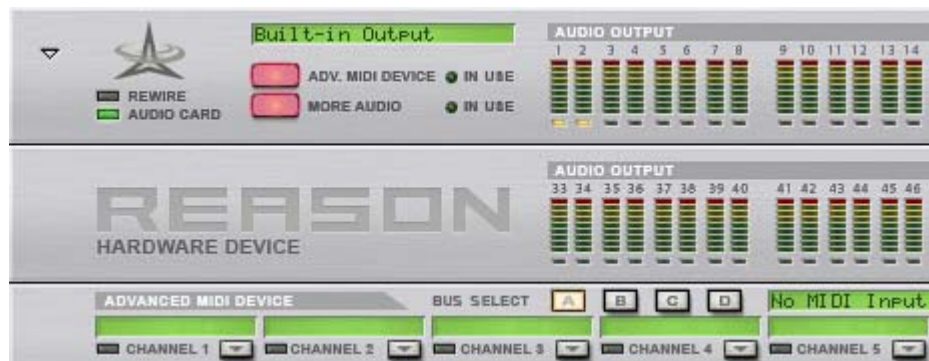 Built-in Output
AUDIO OUTPUT
1 2 3 4 5 6 7 8 9 10 11 12 13 14
ADV. MIDI DEVICE IN USE
REWIRE
MORE AUDIO IN USE
AUDIO CARD
AUDIO OUTPUT
33 34 35 36 37 38 39 40 41 42 43 44 45 46
REASON
HARDWARE DEVICE
ADVANCED MIDI DEVICE BUS SELECT A B C D No MIDI Input
CHANNEL 1 CHANNEL 2 CHANNEL 3 CHANNEL 4 CHANNEL 5